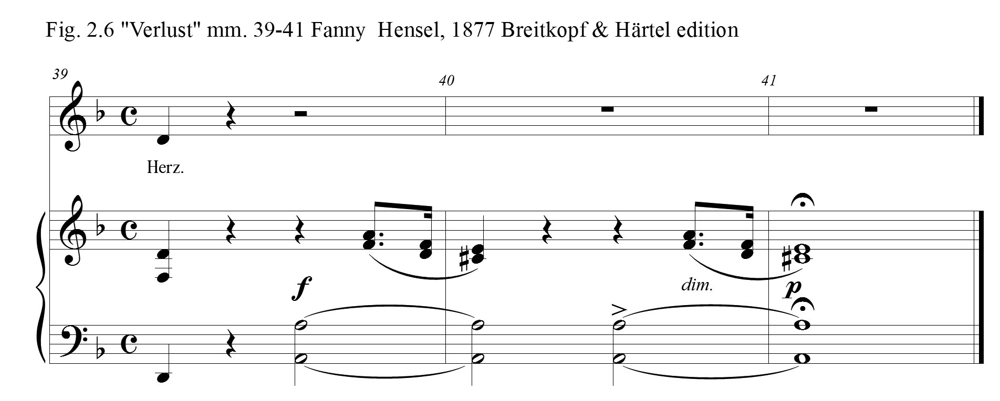 Fig. 2.6 "Verlust" mm. 39-41 Fanny  Hensel, 1877 Breitkopf & Härtel edition
39 40 41
Herz.
f dim. p